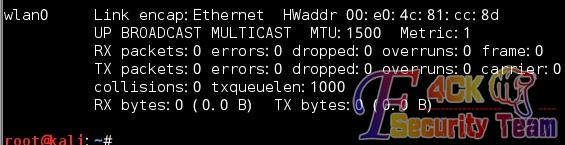 wlan0 Link encap:Ethernet HWaddr 00:e0:4c:81:cc:8d
UP BROADCAST MULTICAST MTU:1500 Metric:1
RX packets:0 errors:0 dropped:0 overruns:0 frame:0
TX packets:0 errors:0 dropped:0 overruns:0 carrier:0
collisions:0 txqueuelen:1000
RX bytes:0 (0.0 B) TX bytes:0 (0.0 B)
F4CK
Security Team
root@kali:~#